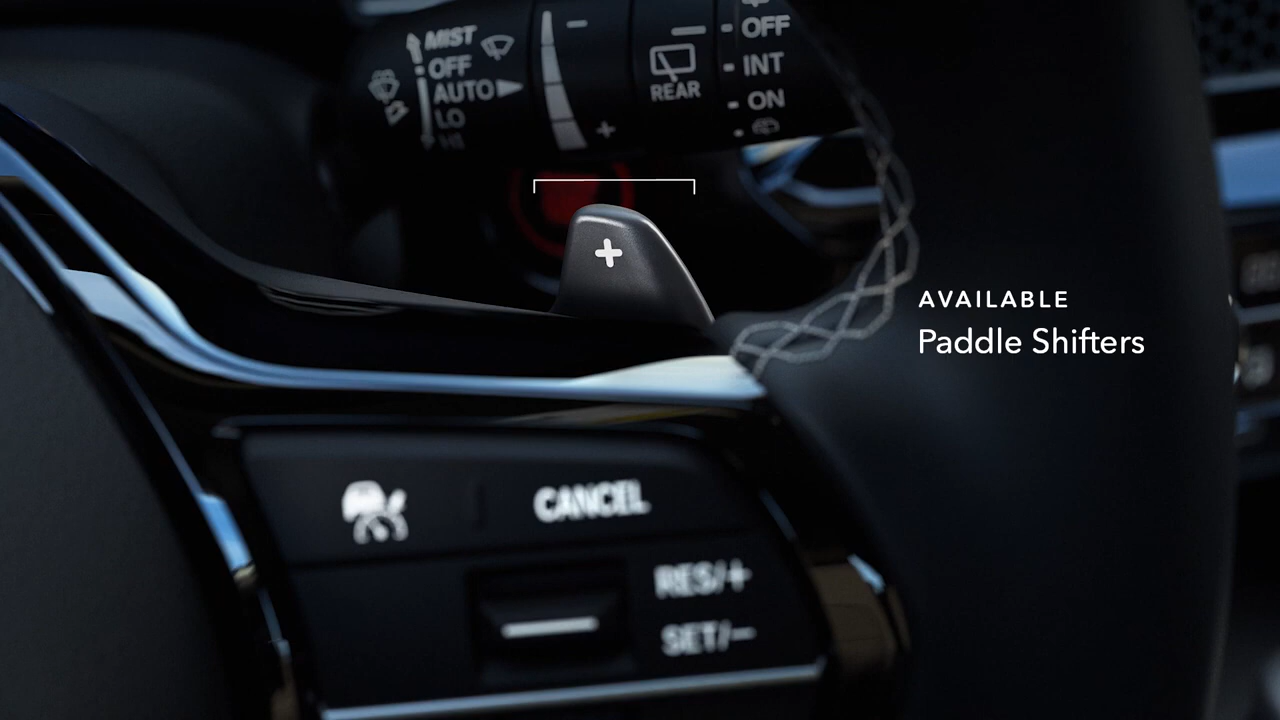 MIST
OFF
AUTO
LO
HI
-
+
REAR
OFF
INT
ON
+
AVAILABLE
Paddle Shifters
CANCEL
RES/+
SET/−